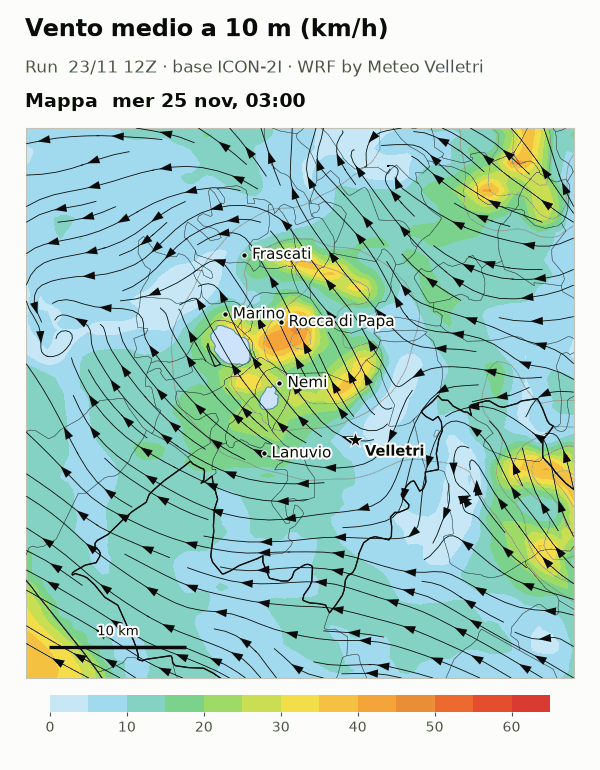 Vento medio a 10 m (km/h)
Run 23/11 12Z · base ICON-2I · WRF by Meteo Velletri
Mappa mer 25 nov, 03:00
Frascati
Marino
Rocca di Papa
Nemi
Velletri
Lanuvio
10 km
0 10 20 30 40 50 60